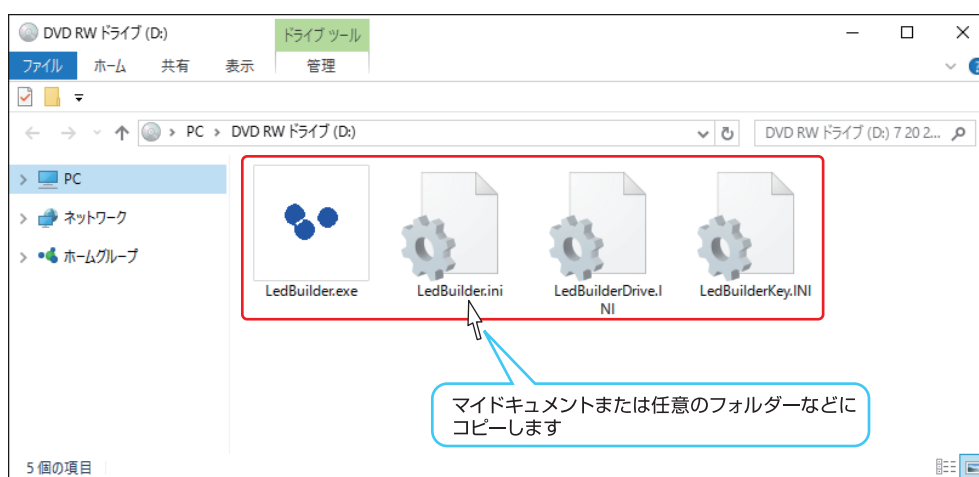 DVD RW ドライブ (D:)
ドライブ ツール
ファイル
ホーム
共有
表示
管理
PC
DVD RW ドライブ (D:)
DVD RW ドライブ (D:) 7 20 2...
PC
ネットワーク
ホームグループ
LedBuilder.exe
LedBuilder.ini
LedBuilderDrive.I
NI
LedBuilderKey.INI
マイドキュメントまたは任意のフォルダーなどに
コピーします
5 個の項目